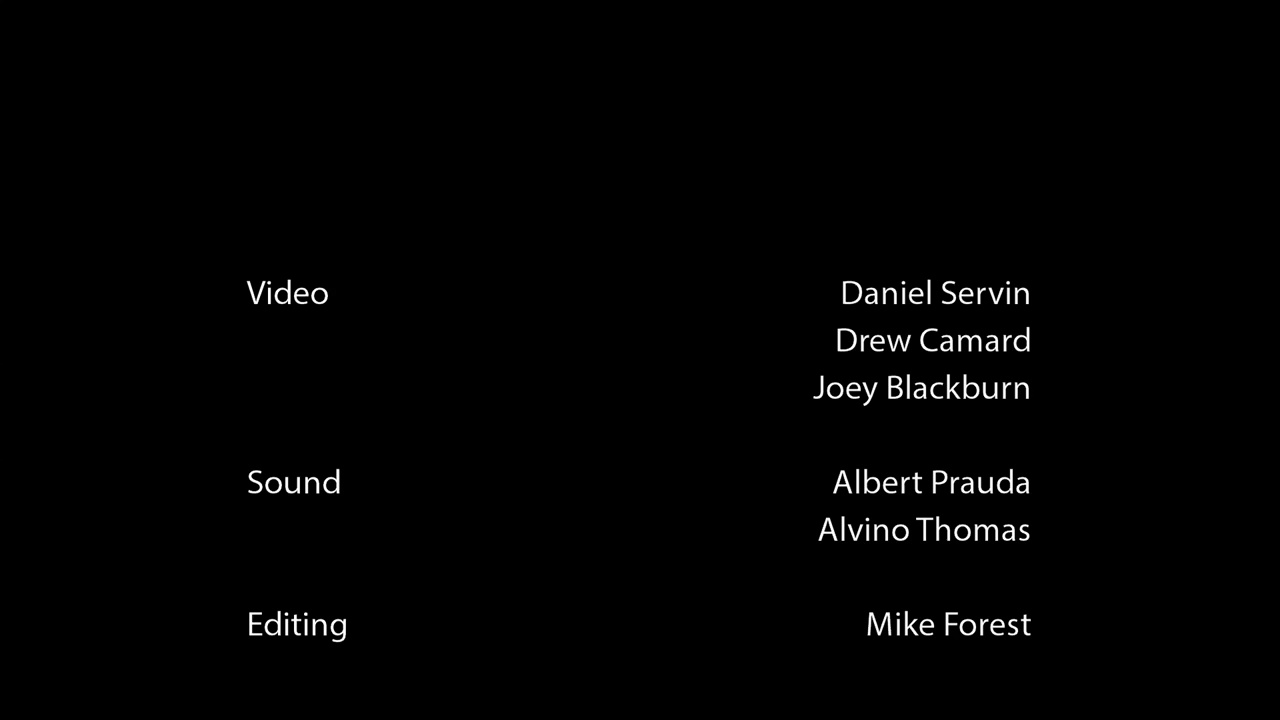 Video Daniel Servin
Drew Camard
Joey Blackburn
Sound Albert Prauda
Alvino Thomas
Editing Mike Forest